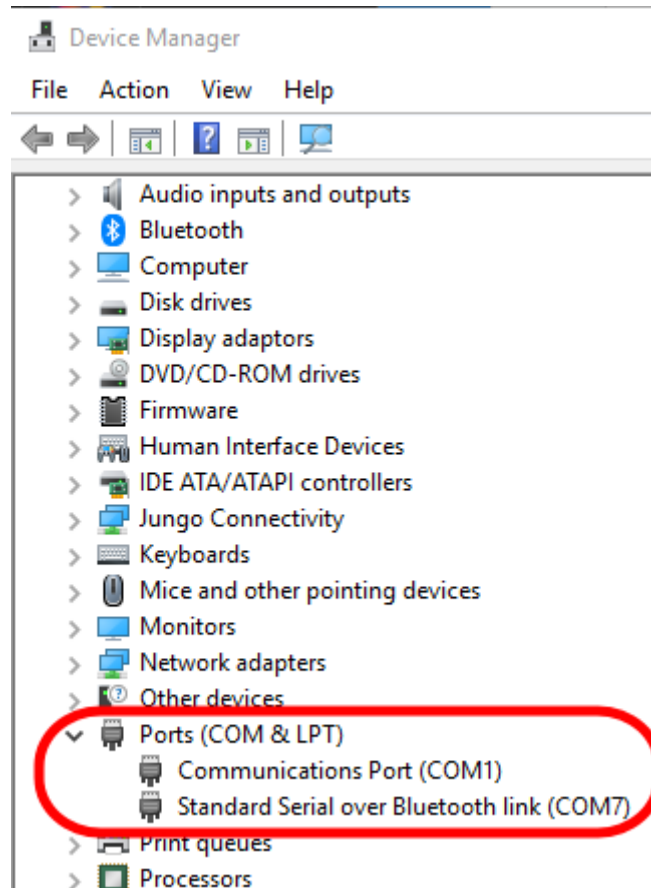 Device Manager
File Action View Help
Audio inputs and outputs
Bluetooth
Computer
Disk drives
Display adaptors
DVD/CD-ROM drives
Firmware
Human Interface Devices
IDE ATA/ATAPI controllers
Jungo Connectivity
Keyboards
Mice and other pointing devices
Monitors
Network adapters
Other devices
Ports (COM & LPT)
Communications Port (COM1)
Standard Serial over Bluetooth link (COM7)
Print queues
Processors